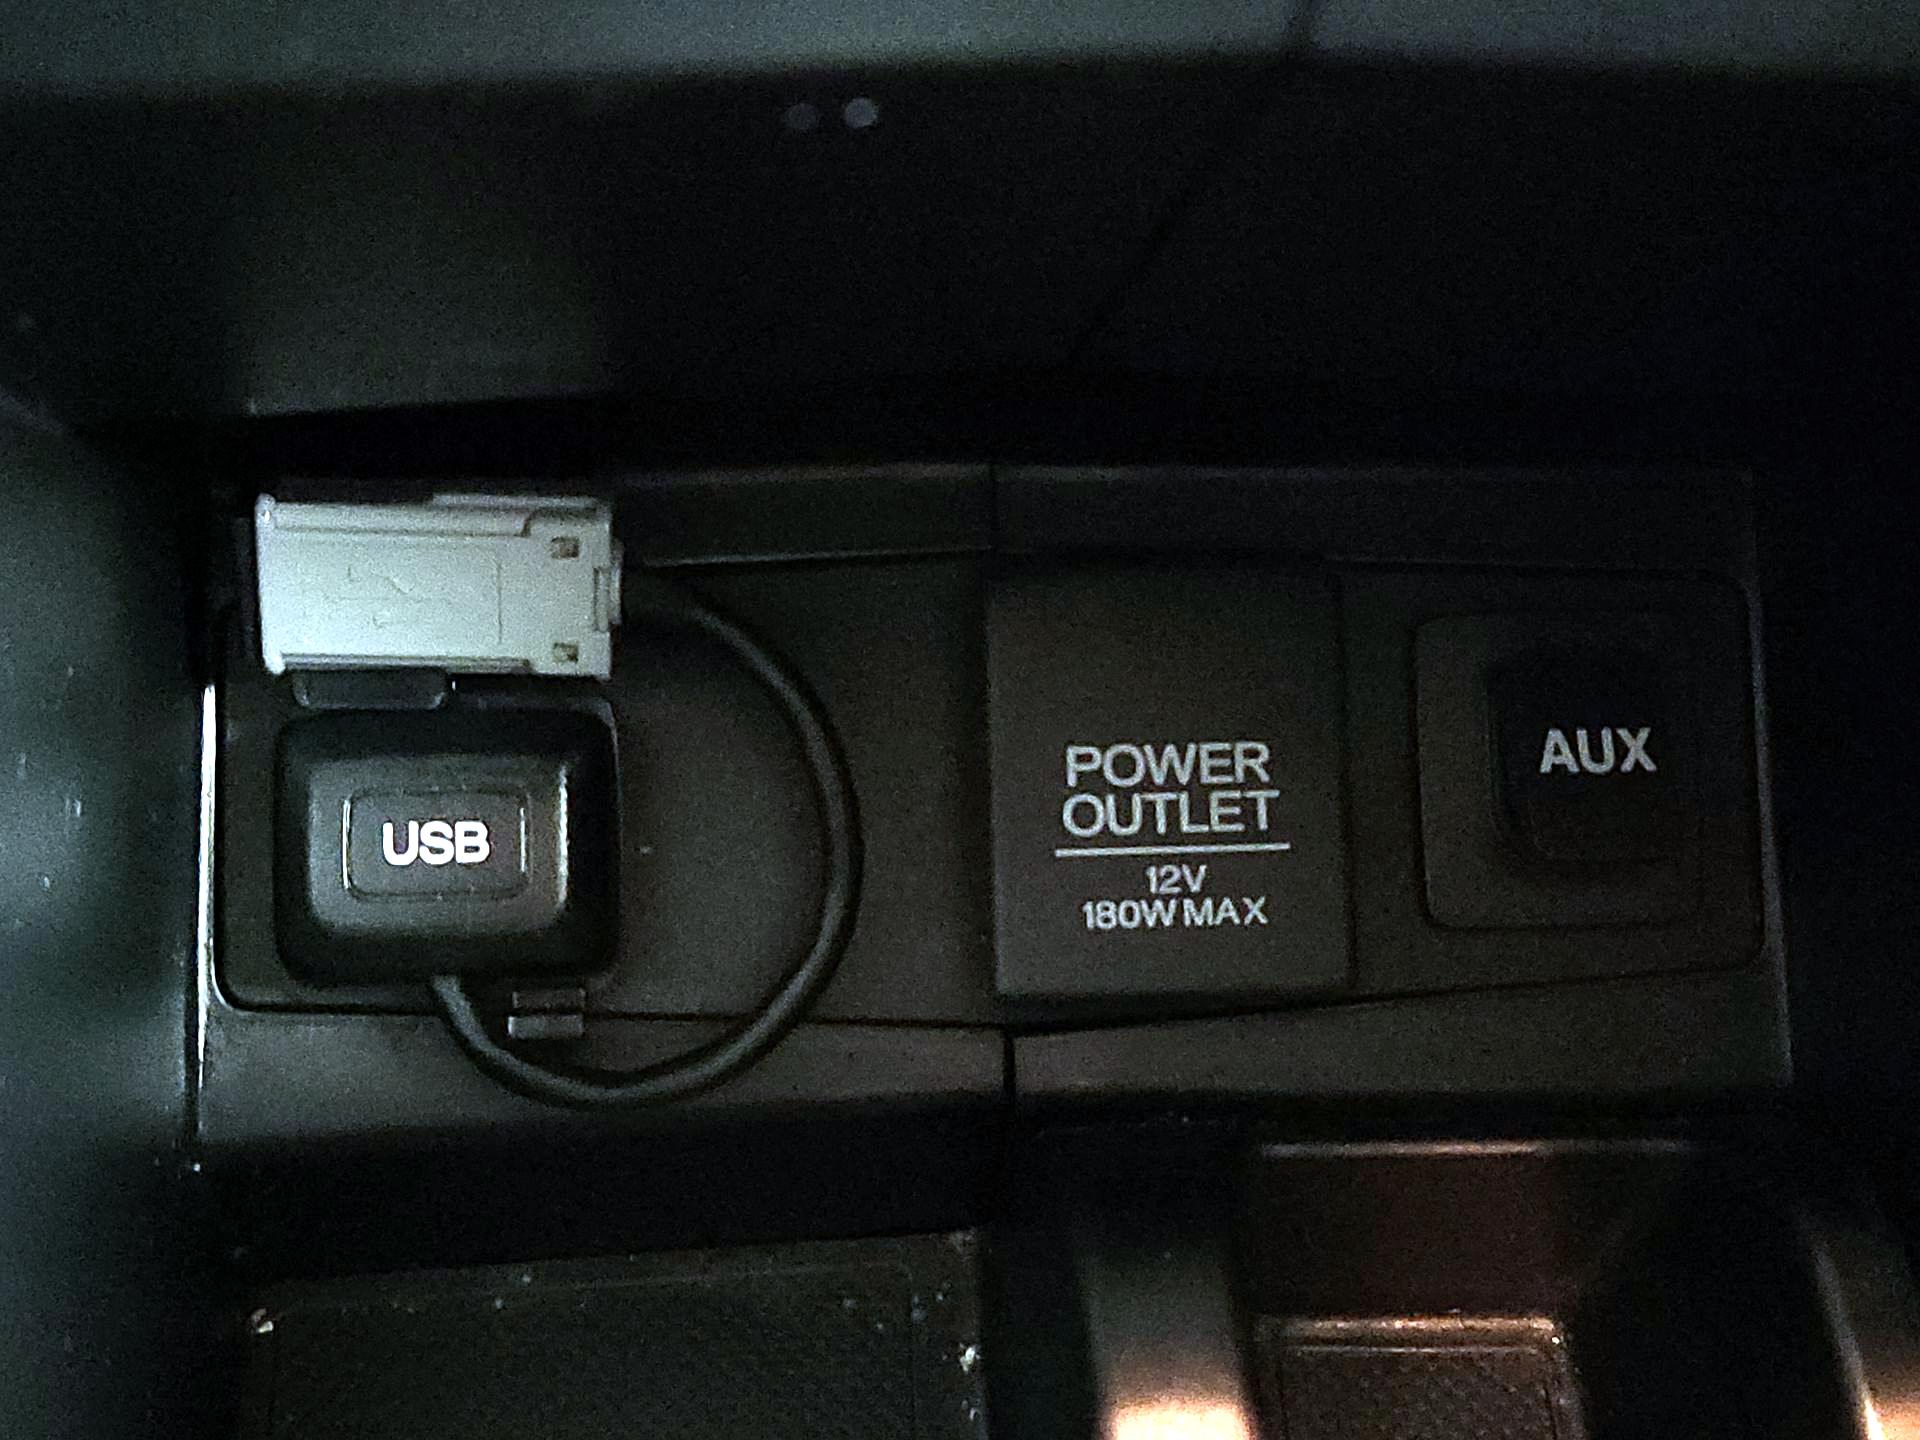 USB
POWER
OUTLET
12V
180W MAX
AUX